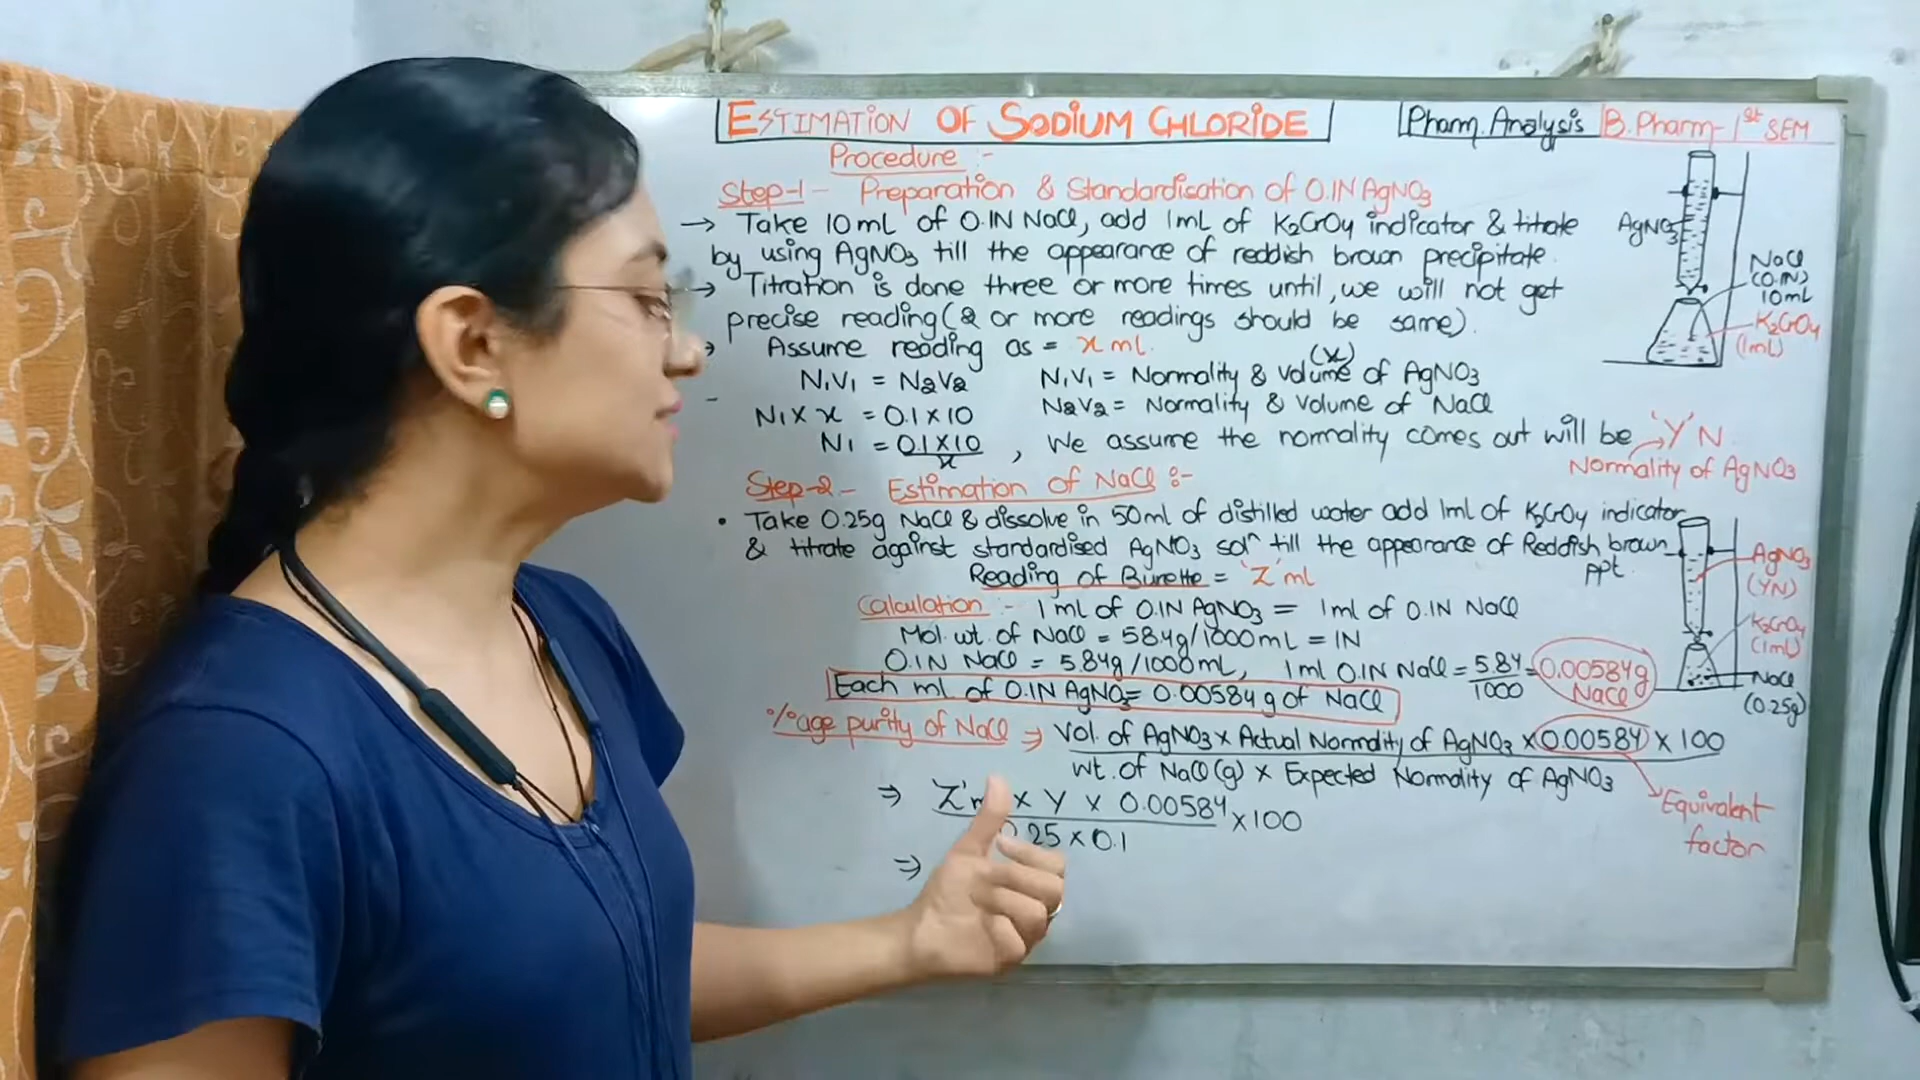 ESTIMATION OF SODIUM CHLORIDE
Pharm. Analysis B.Pharm-1st SEM
Procedure :-
Step-1- Preparation & Standardisation of 0.1N AgNO3
→ Take 10ml of 0.1N NaCl, add 1ml of K2CrO4 indicator & titrate
by using AgNO3 till the appearance of reddish brown precipitate.
→ Titration is done three or more times until, we will not get
precise reading (2 or more readings should be same).
Assume reading as = x ml.
N1V1 = N2V2
N1 x x = 0.1 x 10
N1 = 0.1 x 10 / x
(x)
N1V1 = Normality & volume of AgNO3
N2V2 = Normality & volume of NaCl
, We assume the normality comes out will be 'Y' N
Normality of AgNO3
AgNO3
NaCl
(0.1N)
10ml
K2CrO4
(1ml)
Step-2- Estimation of NaCl :-
• Take 0.25g NaCl & dissolve in 50ml of distilled water add 1ml of K2CrO4 indicator
& titrate against standardised AgNO3 soln till the appearance of Reddish brown
ppt.
Reading of Burette = 'Z' ml
Calculation :- 1ml of 0.1N AgNO3 = 1ml of 0.1N NaCl
Mol. wt. of NaCl = 58.4g/1000ml = 1N
0.1N NaCl = 5.84g/1000ml, 1ml 0.1N NaCl = 5.84/1000 = 0.00584g NaCl
Each ml of 0.1N AgNO3 = 0.00584g of NaCl
AgNO3
(YN)
K2CrO4
(1ml)
NaCl
(0.25g)
%age purity of NaCl ⇒ Vol. of AgNO3 x Actual Normality of AgNO3 x 0.00584 x 100
wt. of NaCl (g) x Expected Normality of AgNO3
Equivalent
factor
⇒ Z' x Y x 0.00584 x 100
25 x 0.1
⇒